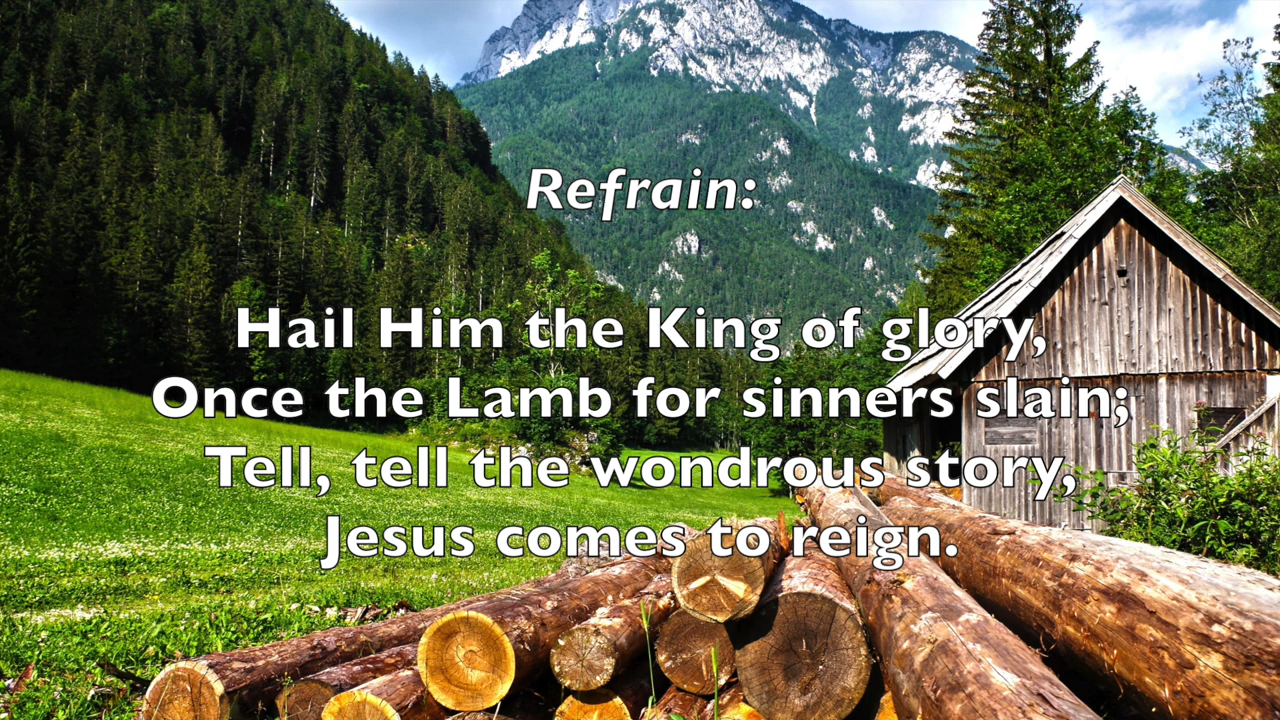 Refrain:
Hail Him the King of glory,
Once the Lamb for sinners slain;
Tell, tell the wondrous story,
Jesus comes to reign.